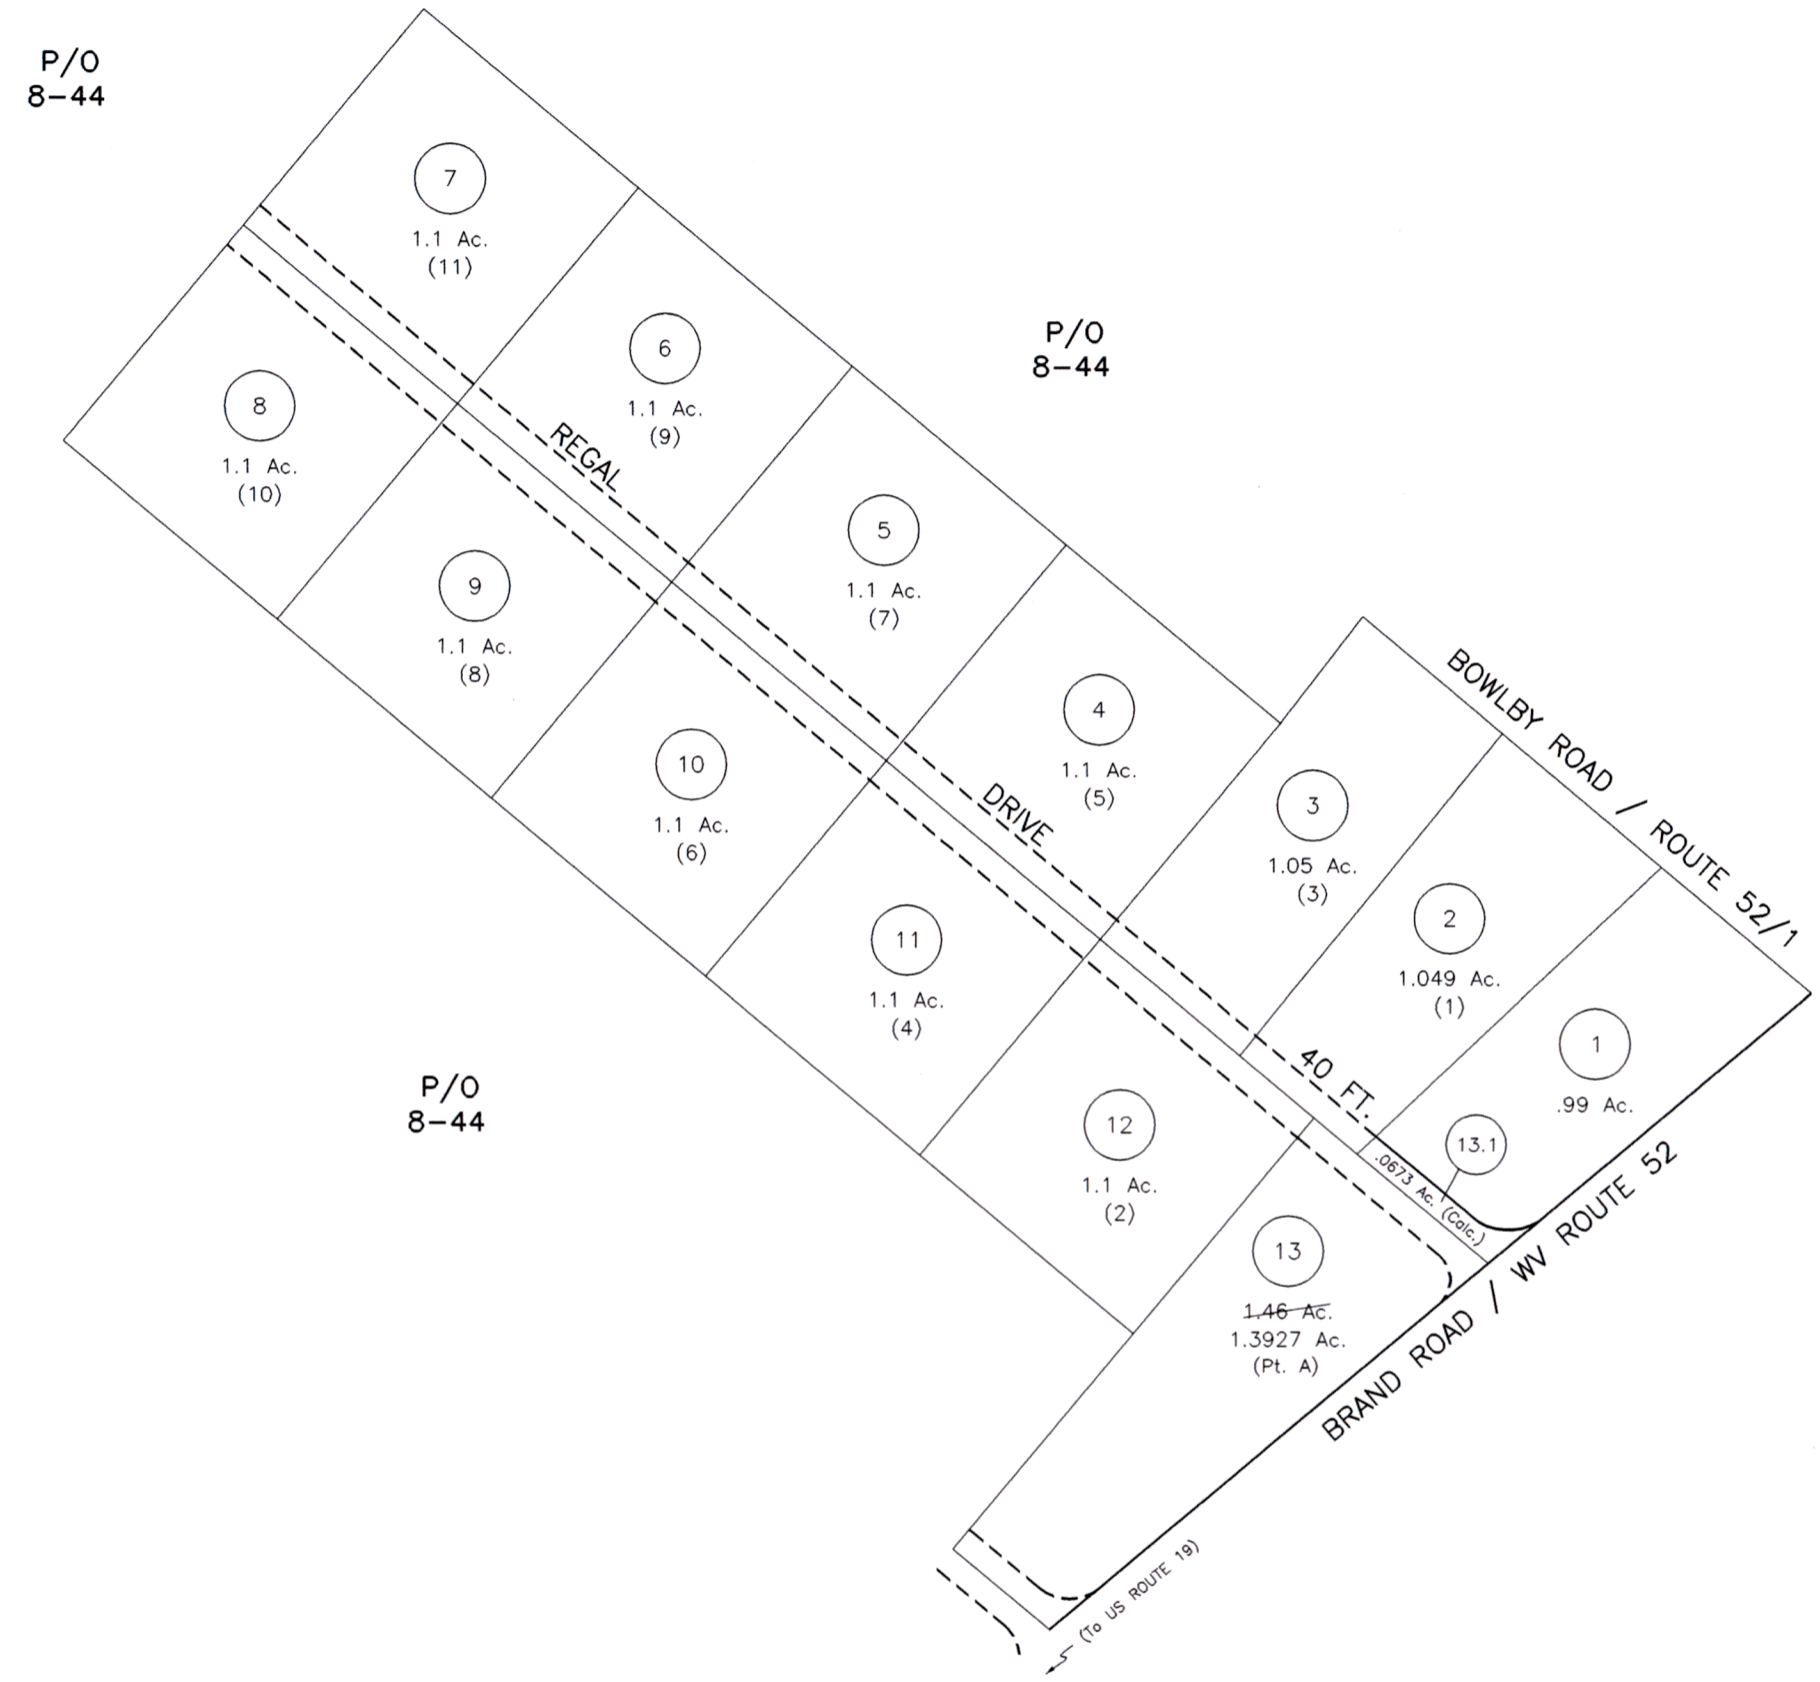 P/O
8-44
7
1.1 Ac.
(11)
6
1.1 Ac.
(9)
P/O
8-44
8
1.1 Ac.
(10)
REGAL
5
1.1 Ac.
(7)
9
1.1 Ac.
(8)
4
1.1 Ac.
(5)
BOWLBY ROAD / ROUTE 52/1
10
1.1 Ac.
(6)
DRIVE
3
1.05 Ac.
(3)
2
1.049 Ac.
(1)
11
1.1 Ac.
(4)
1
.99 Ac.
40 FT.
P/O
8-44
12
1.1 Ac.
(2)
13.1
.0673 Ac. (Calc.)
13
1.46 Ac.
1.3927 Ac.
(Pt. A)
BRAND ROAD / WV ROUTE 52
(To US ROUTE 19)